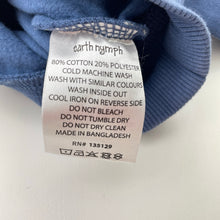 earth nymph
80% COTTON 20% POLYESTER
COLD MACHINE WASH
WASH WITH SIMILAR COLOURS
WASH INSIDE OUT
COOL IRON ON REVERSE SIDE
DO NOT BLEACH
DO NOT TUMBLE DRY
DO NOT DRY CLEAN
MADE IN BANGLADESH
RN# 135129